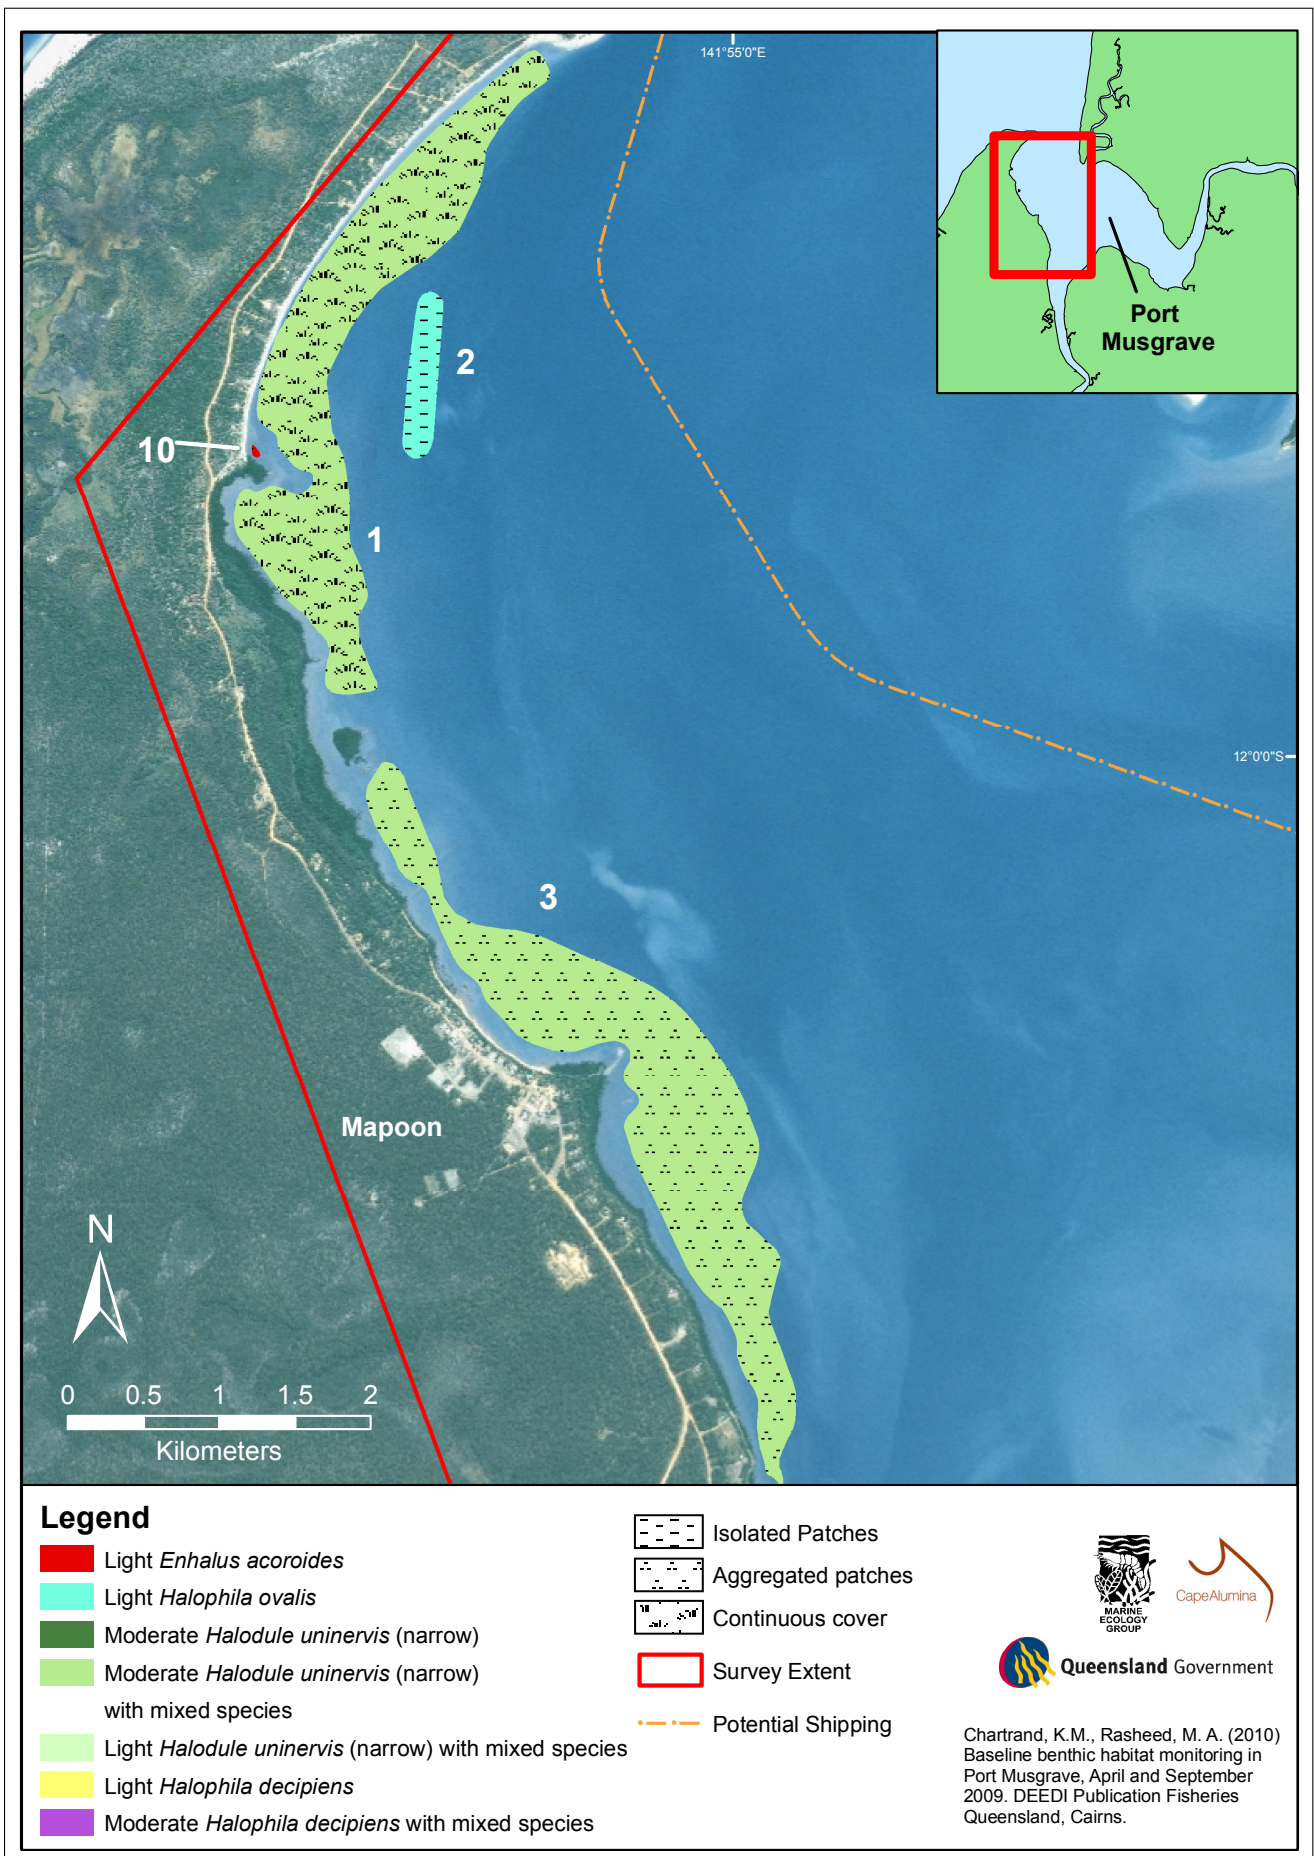 141°55'0"E
Port
Musgrave
2
10
1
12°0'0"S
3
Mapoon
N
0 0.5 1 1.5 2
Kilometers
Legend
Light Enhalus acoroides
Light Halophila ovalis
Moderate Halodule uninervis (narrow)
Moderate Halodule uninervis (narrow)
with mixed species
Light Halodule uninervis (narrow) with mixed species
Light Halophila decipiens
Moderate Halophila decipiens with mixed species
Isolated Patches
Aggregated patches
Continuous cover
Survey Extent
Potential Shipping
MARINE
ECOLOGY
GROUP
CapeAlumina
Queensland Government
Chartrand, K.M., Rasheed, M. A. (2010)
Baseline benthic habitat monitoring in
Port Musgrave, April and September
2009. DEEDI Publication Fisheries
Queensland, Cairns.